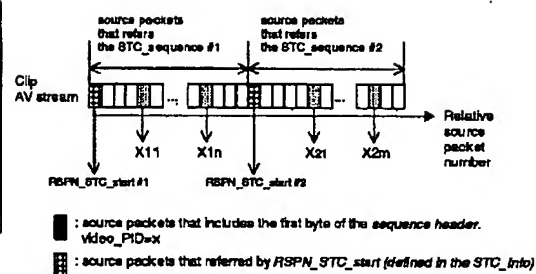 source packets
that refers
the STC_sequence #1
source packets
that refers
the STC_sequence #2
Clip
AV stream
...
...
Relative
source
packet
number
X11
X1n
X21
X2m
RSPN_STC_start #1
RSPN_STC_start #2
: source packets that includes the first byte of the sequence header.
video_PID=x
: source packets that referred by RSPN_STC_start (defined in the STC_Info)